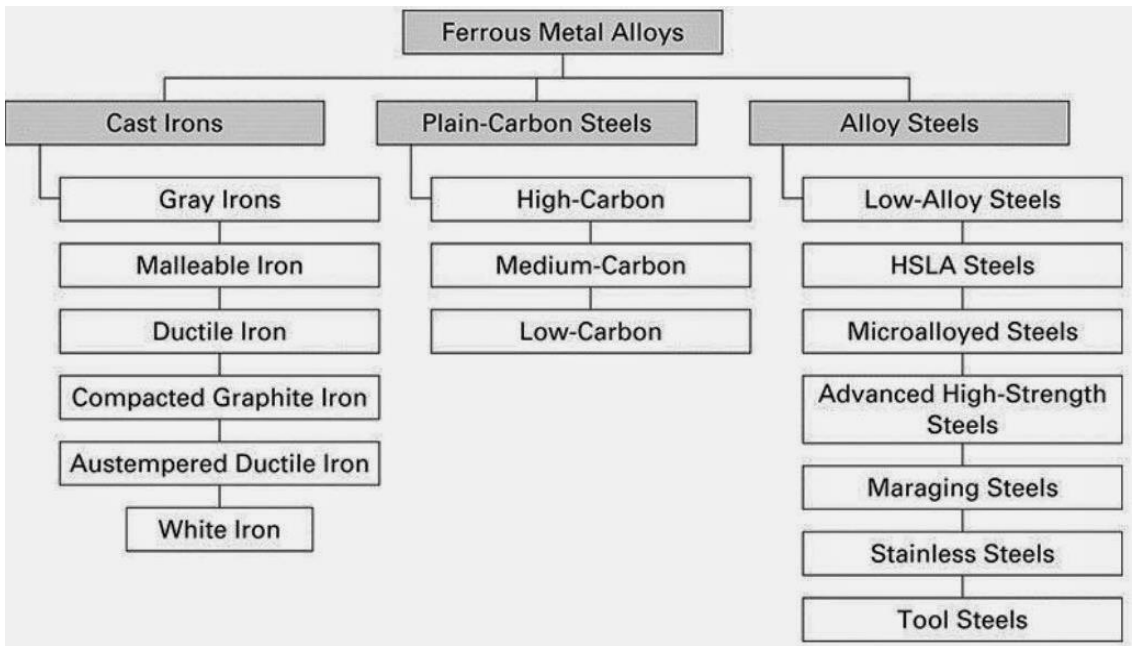 Ferrous Metal Alloys
Cast Irons
Plain-Carbon Steels
Alloy Steels
Gray Irons
Malleable Iron
Ductile Iron
Compacted Graphite Iron
Austempered Ductile Iron
White Iron
High-Carbon
Medium-Carbon
Low-Carbon
Low-Alloy Steels
HSLA Steels
Microalloyed Steels
Advanced High-Strength
Steels
Maraging Steels
Stainless Steels
Tool Steels